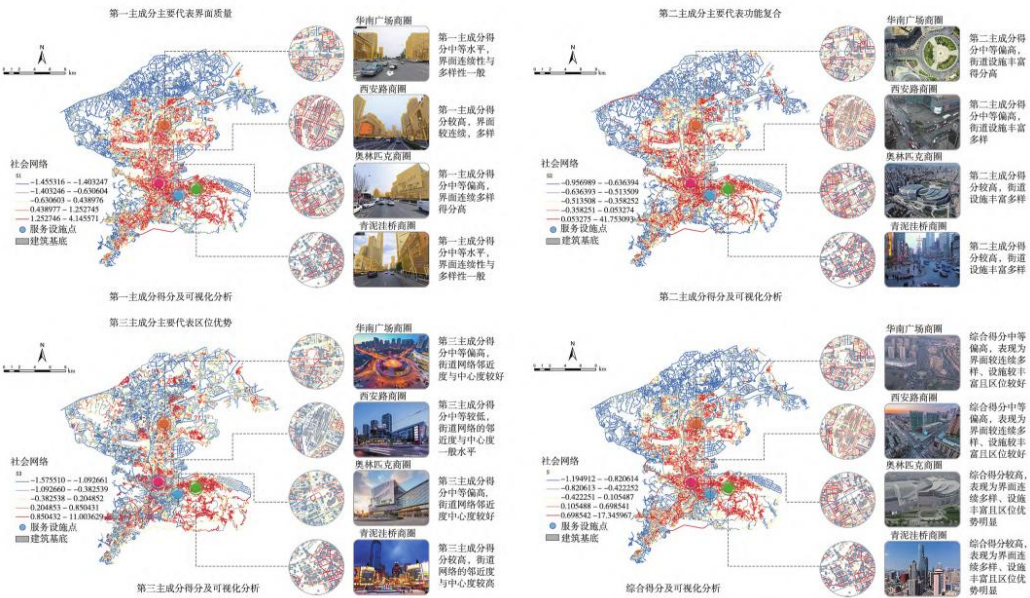 第一主成分主要代表界面质量
N
km
社会网络
S1
-1.455316 - -1.403247
-1.403246 - -0.630604
-0.630603 - 0.438976
0.438977 - 1.252745
1.252746 - 4.145571
服务设施点
建筑基底
华南广场商圈
第一主成分得
分中等水平,
界面连续性与
多样性一般
西安路商圈
第一主成分得
分较高, 界面
较连续, 多样
奥林匹克商圈
第一主成分得
分中等偏高,
界面连续多样
得分高
青泥洼桥商圈
第一主成分得
分中等水平,
界面连续性与
多样性一般
第一主成分得分及可视化分析
第二主成分主要代表功能复合
N
km
社会网络
S2
-0.956989 - -0.636394
-0.636393 - -0.513509
-0.513508 - -0.358252
-0.358251 - 0.053274
0.053275 - 41.753093
服务设施点
建筑基底
华南广场商圈
第二主成分得
分中等偏高,
街道设施丰富
得分高
西安路商圈
第二主成分得
分中等偏高,
街道设施丰富
多样
奥林匹克商圈
第二主成分得
分较高, 街道
设施丰富多样
青泥洼桥商圈
第二主成分得
分较高, 街道
设施丰富多样
第二主成分得分及可视化分析
第三主成分主要代表区位优势
N
km
社会网络
S3
-1.575510 - -1.092661
-1.092660 - -0.382539
-0.382538 - 0.204852
0.204853 - 0.850431
0.850432 - 11.003629
服务设施点
建筑基底
华南广场商圈
第三主成分得
分中等偏高,
街道网络邻近
度与中心度较好
西安路商圈
第三主成分得
分中等较低,
街道网络的邻
近度与中心度
一般水平
奥林匹克商圈
第三主成分得
分中等偏高,
街道网络邻近
度中心度较好
青泥洼桥商圈
第三主成分得
分较高, 街道
网络的邻近度
与中心度较高
第三主成分得分及可视化分析
N
km
社会网络
S
-1.194912 - -0.820614
-0.820613 - -0.422252
-0.422251 - 0.105487
0.105488 - 0.698541
0.698542 - 17.345967
服务设施点
建筑基底
华南广场商圈
综合得分中等
偏高, 表现为
界面较连续多
样、设施较丰
富且区位较好
西安路商圈
综合得分中等
偏高, 表现为
界面较连续多
样、设施较丰
富且区位较好
奥林匹克商圈
综合得分较高,
表现为界面连
续多样、设施
丰富且区位优
势明显
青泥洼桥商圈
综合得分较高,
表现为界面连
续多样、设施
丰富且区位优
势明显
综合得分及可视化分析